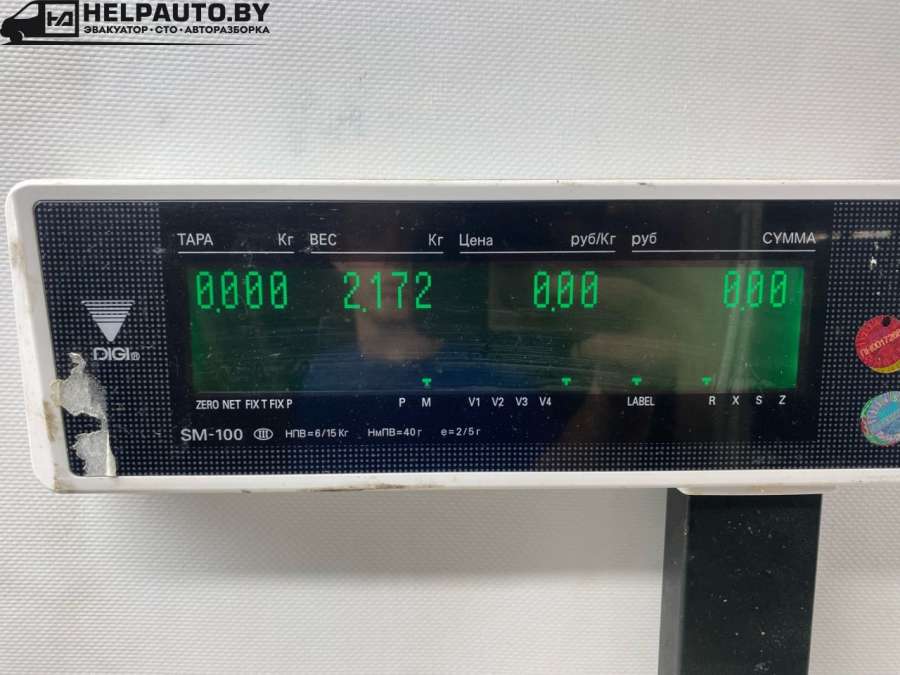 HELPAUTO.BY
ЭВАКУАТОР • СТО • АВТОРАЗБОРКА
ТАРА Кг ВЕС Кг Цена руб/Кг руб СУММА
0.000 2.172 0.00 0.00
DIGI®
ZERO NET FIX T FIX P P M V1 V2 V3 V4 LABEL R X S Z
SM-100 III НПВ=6/15 Кг НмПВ=40 г e=2/5 г